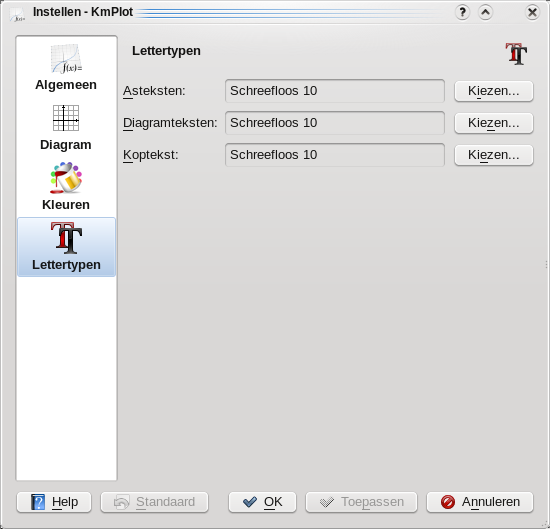 Instellen - KmPlot
Algemeen
Diagram
Kleuren
Lettertypen
Lettertypen
Asteksten: Schreefloos 10 Kiezen...
Diagramteksten: Schreefloos 10 Kiezen...
Koptekst: Schreefloos 10 Kiezen...
Help Standaard OK Toepassen Annuleren